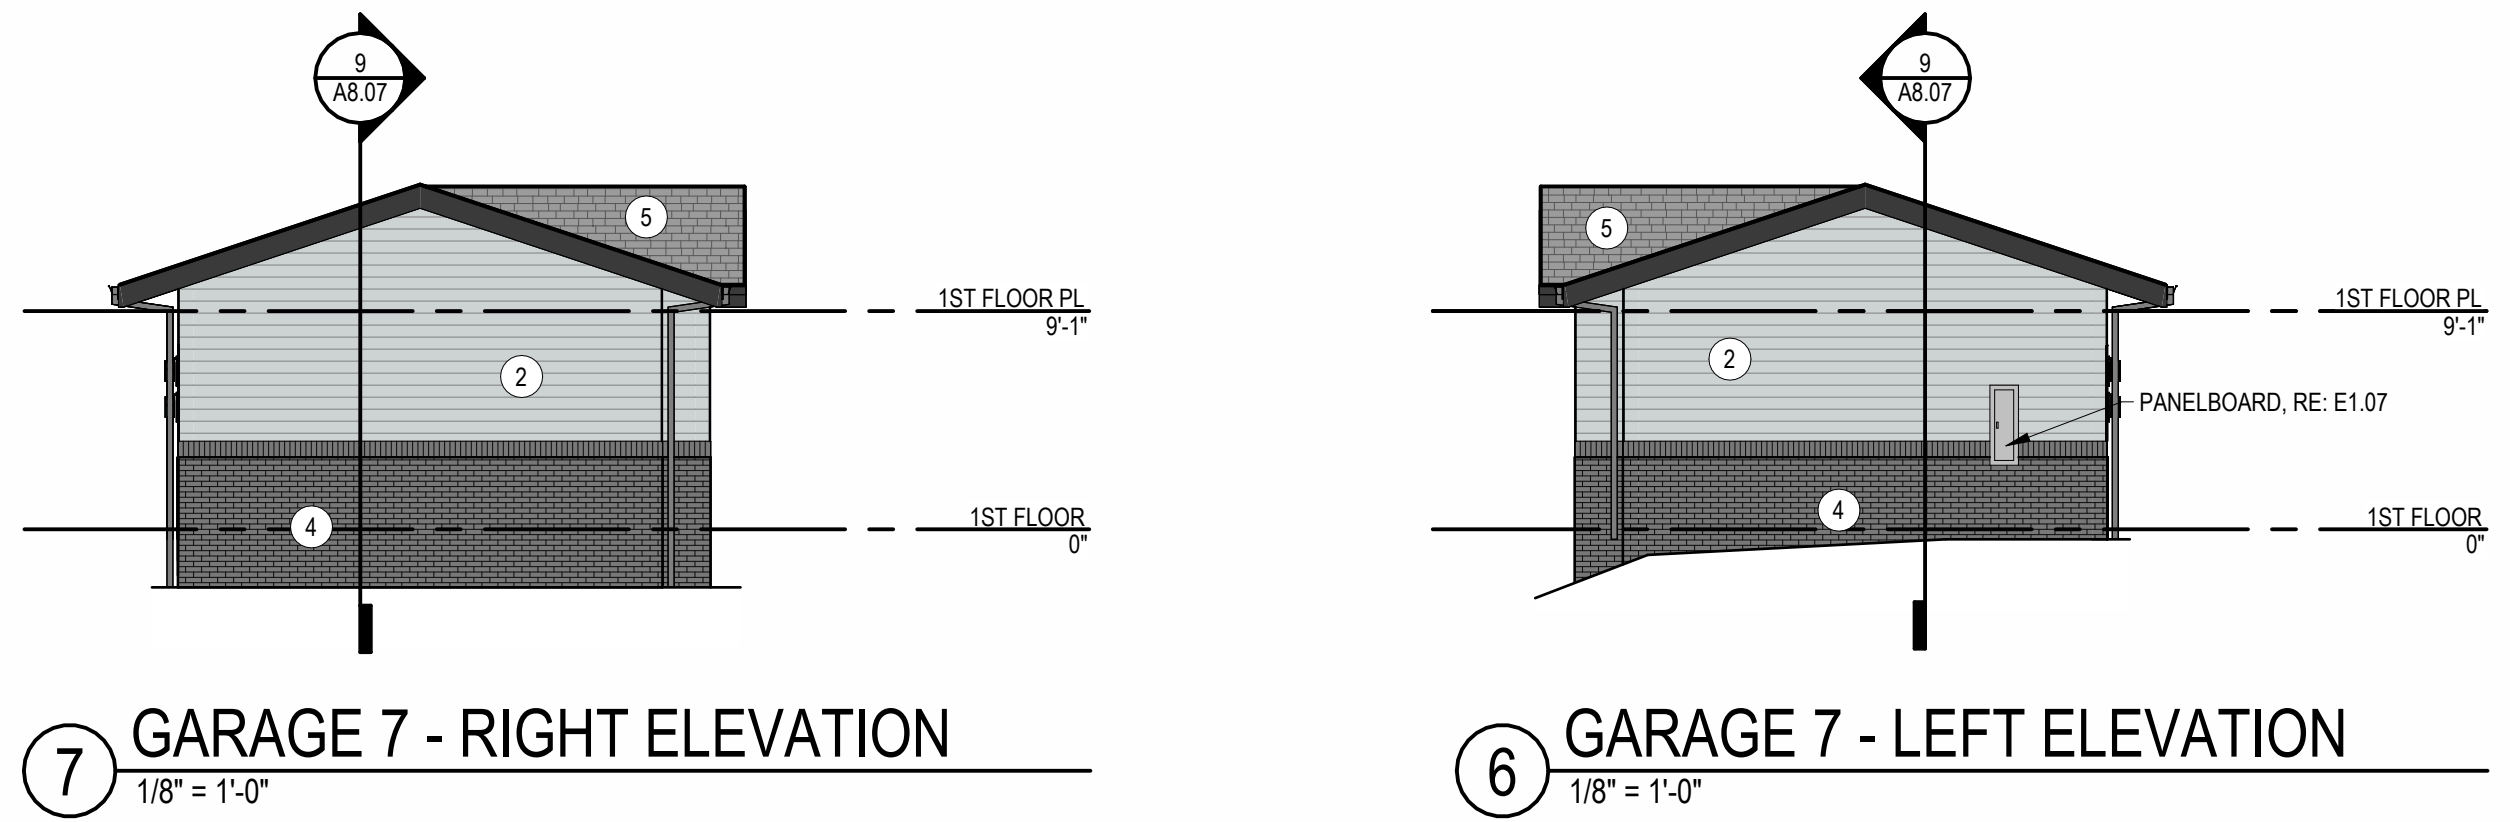 9
A8.07
5
1ST FLOOR PL
9'-1"
2
4
1ST FLOOR
0"
7
GARAGE 7 - RIGHT ELEVATION
1/8" = 1'-0"
9
A8.07
5
1ST FLOOR PL
9'-1"
2
PANELBOARD, RE: E1.07
4
1ST FLOOR
0"
6
GARAGE 7 - LEFT ELEVATION
1/8" = 1'-0"